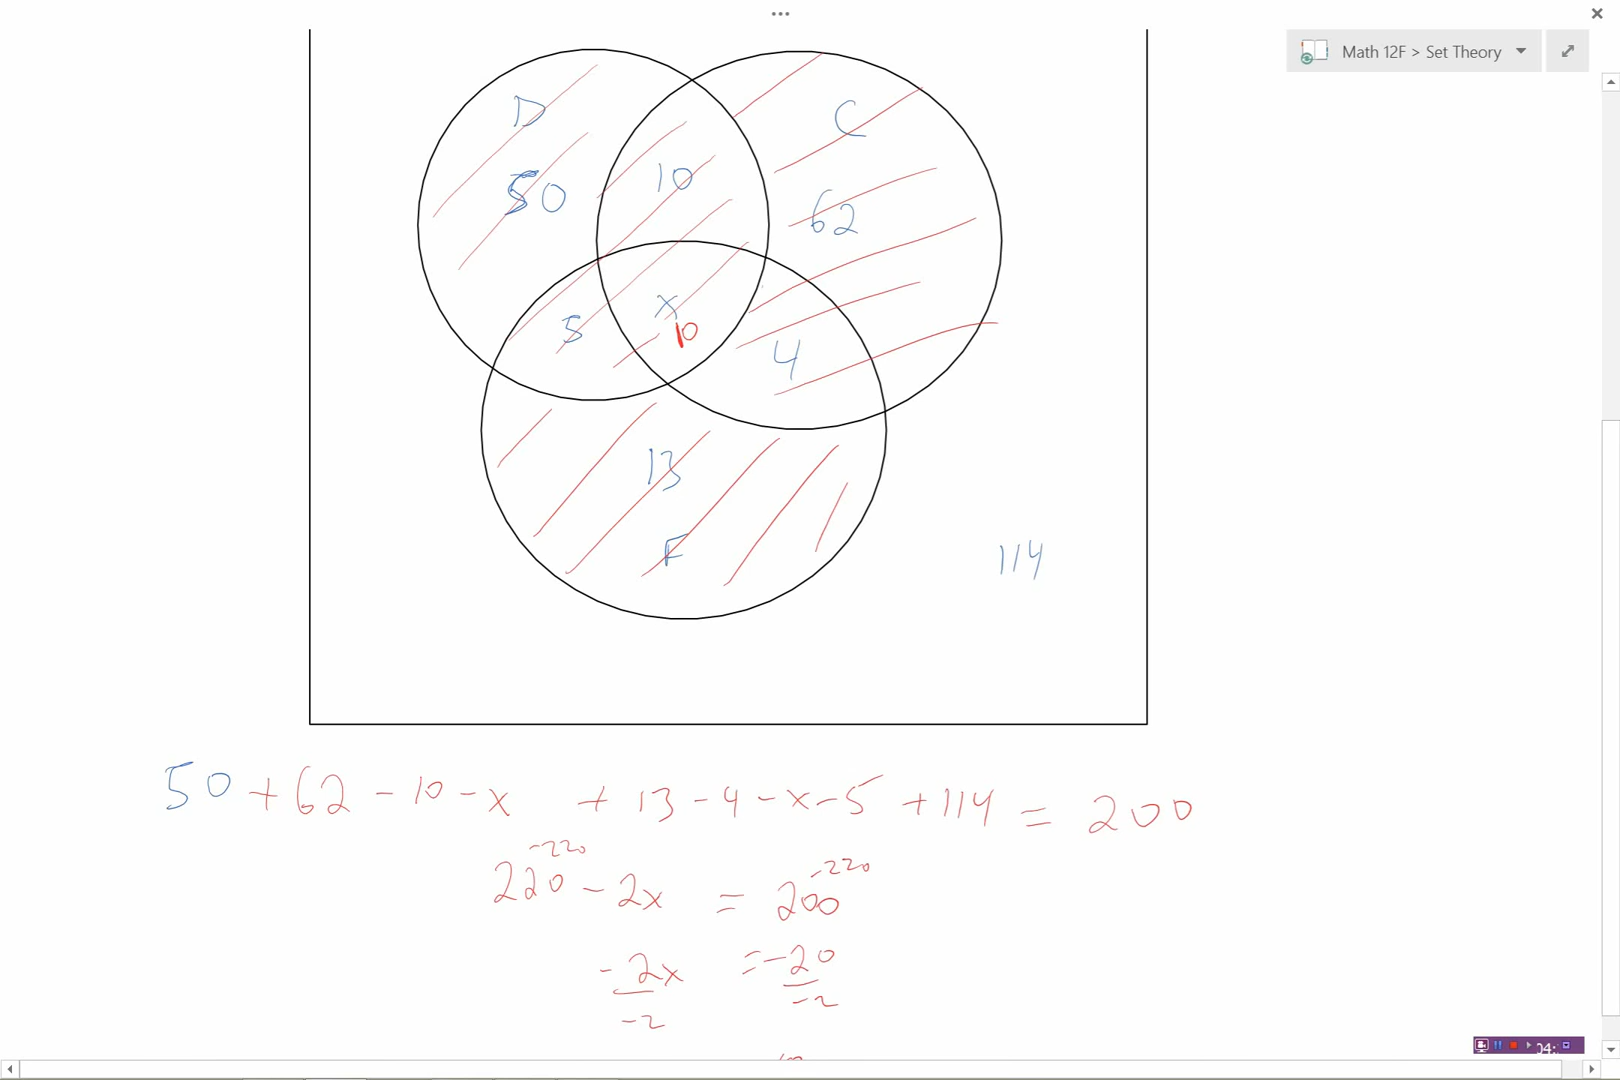 Math 12F > Set Theory
D
C
50
10
62
x
5
10
4
13
F
114
50 + 62 - 10 - x + 13 - 4 - x - 5 + 114 = 200
-220 -220
220 - 2x = 200
-2x = -20
-2 -2
04: